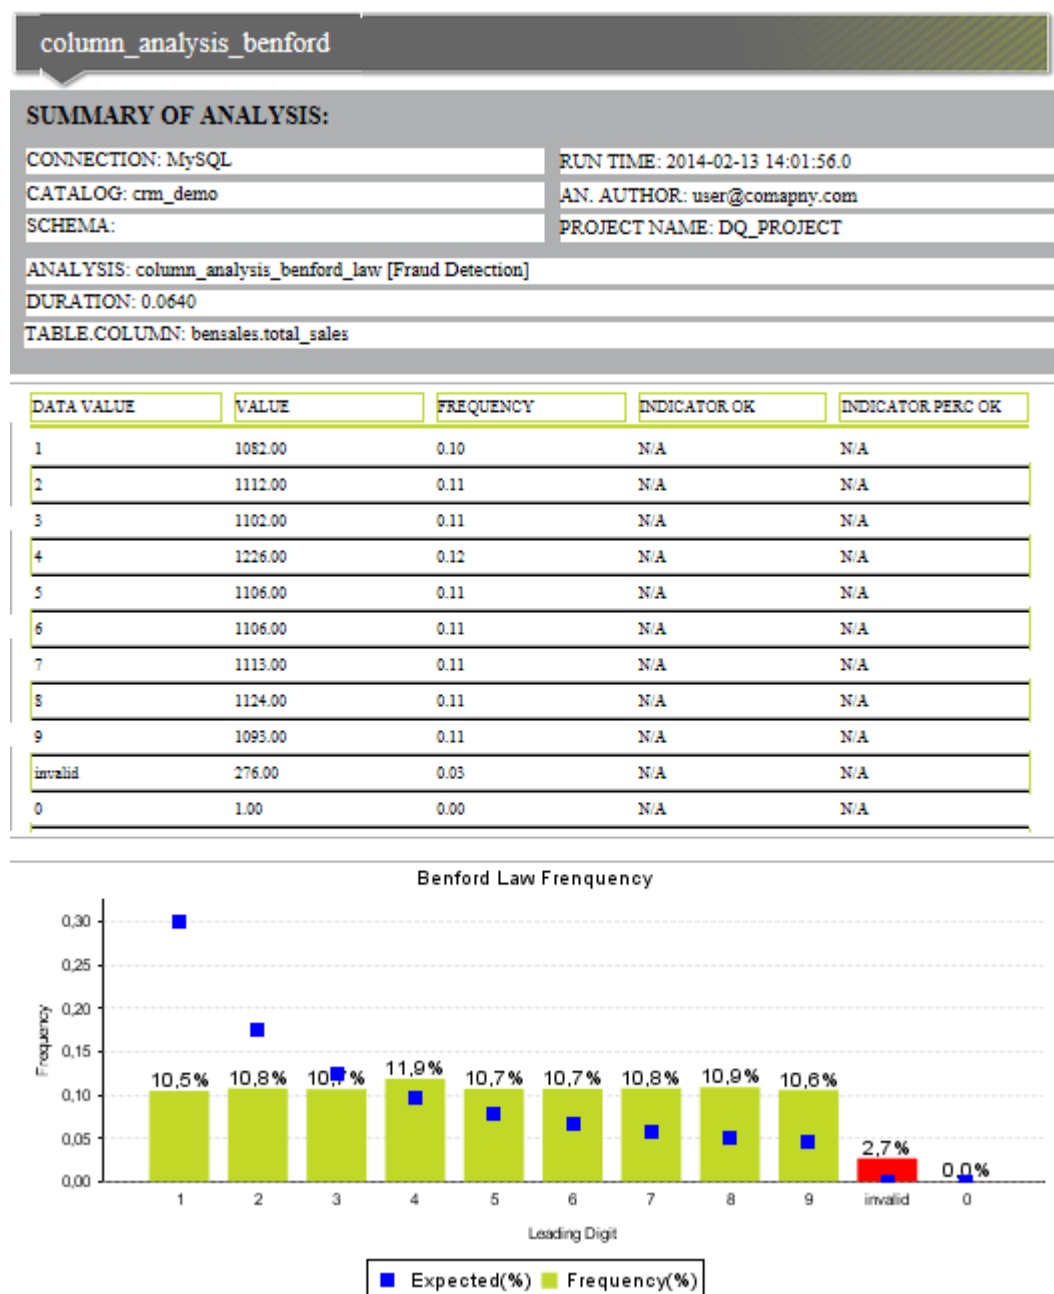 column_analysis_benford
SUMMARY OF ANALYSIS:
CONNECTION: MySQL RUN TIME: 2014-02-13 14:01:56.0
CATALOG: crm_demo AN. AUTHOR: user@comapny.com
SCHEMA: PROJECT NAME: DQ_PROJECT
ANALYSIS: column_analysis_benford_law [Fraud Detection]
DURATION: 0.0640
TABLE.COLUMN: bensales.total_sales
DATA VALUE VALUE FREQUENCY INDICATOR OK INDICATOR PERC OK
1 1082.00 0.10 N/A N/A
2 1112.00 0.11 N/A N/A
3 1102.00 0.11 N/A N/A
4 1226.00 0.12 N/A N/A
5 1106.00 0.11 N/A N/A
6 1106.00 0.11 N/A N/A
7 1113.00 0.11 N/A N/A
8 1124.00 0.11 N/A N/A
9 1093.00 0.11 N/A N/A
invalid 276.00 0.03 N/A N/A
0 1.00 0.00 N/A N/A
Benford Law Frenquency
Frequency
0,30
0,25
0,20
0,15
0,10
0,05
0,00
10,5% 10,8% 10,7% 11,9% 10,7% 10,7% 10,8% 10,9% 10,6% 2,7% 0,0%
1 2 3 4 5 6 7 8 9 invalid 0
Leading Digit
Expected(%) Frequency(%)